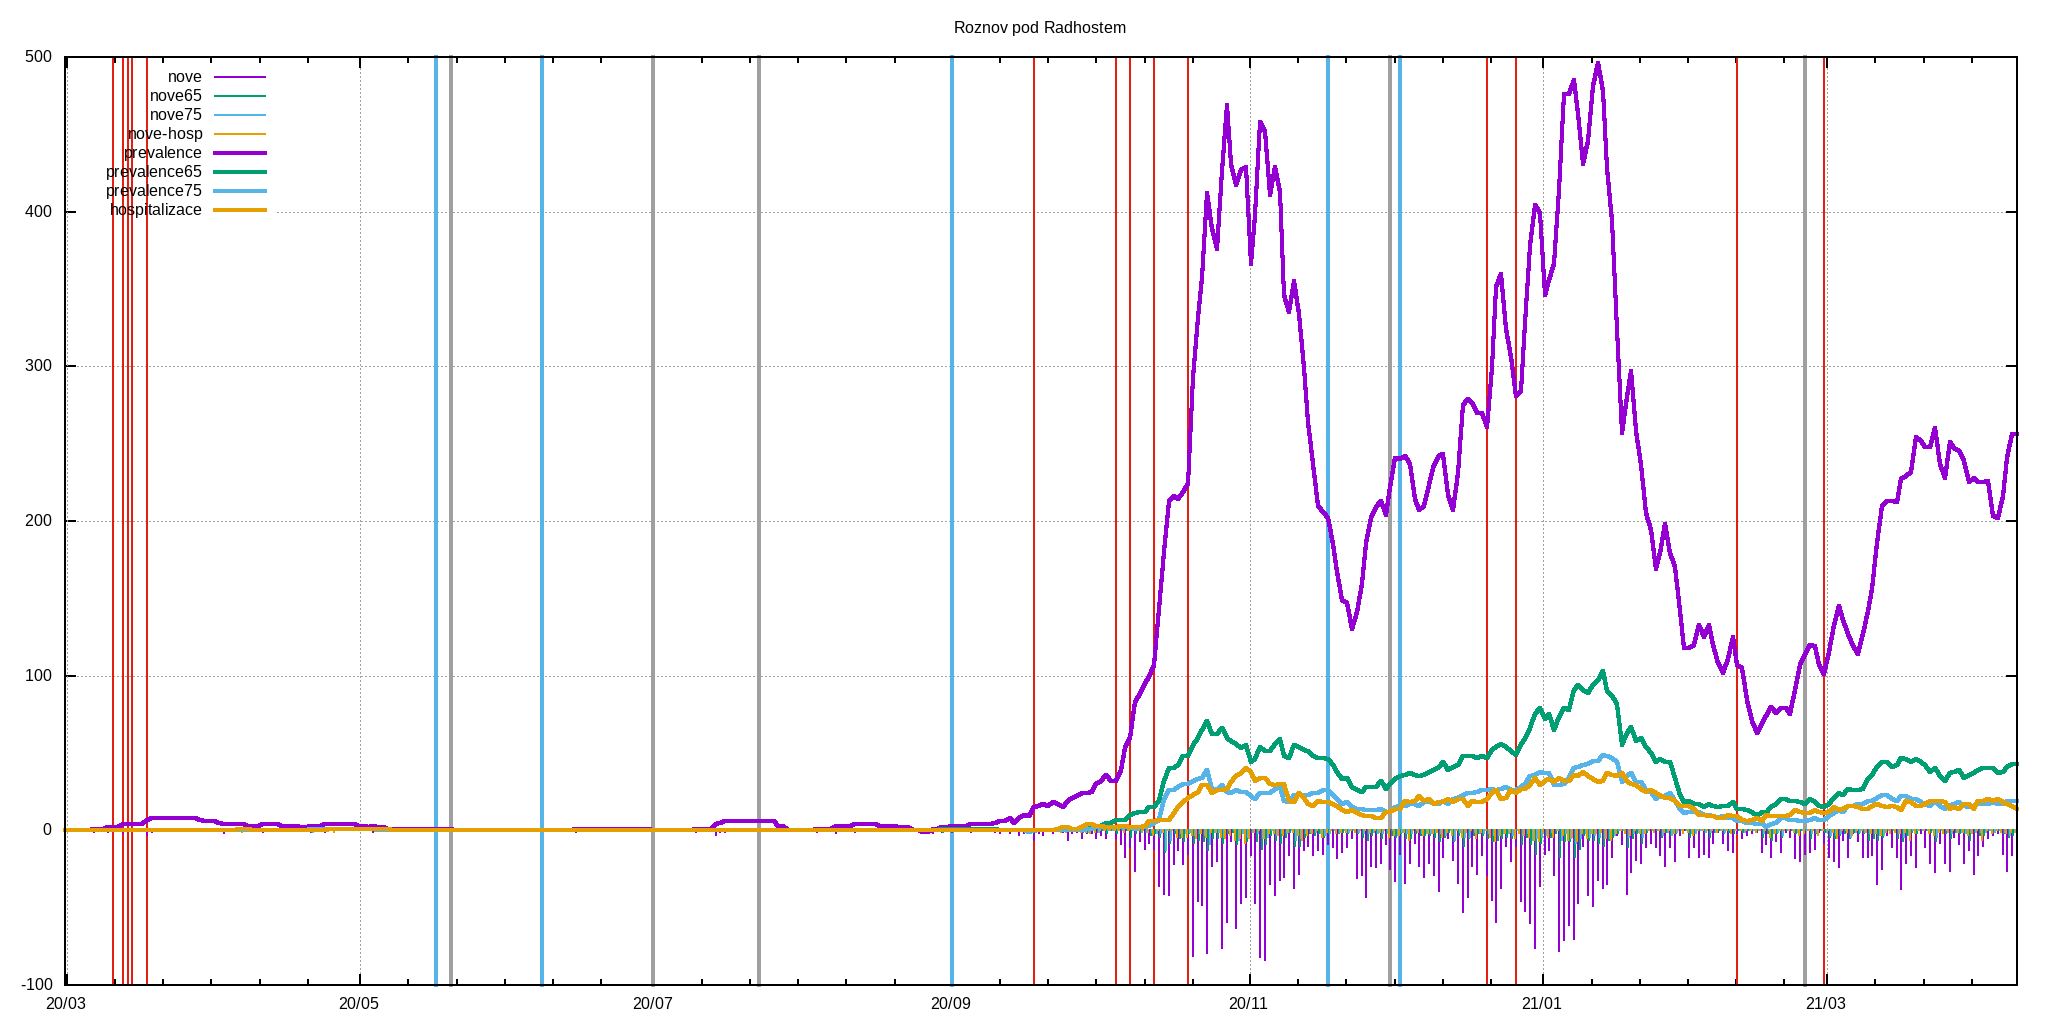 Roznov pod Radhostem
500
nove
nove65
nove75
nove-hosp
prevalence
prevalence65
prevalence75
hospitalizace
400
300
200
100
0
-100
20/03 20/05 20/07 20/09 20/11 21/01 21/03